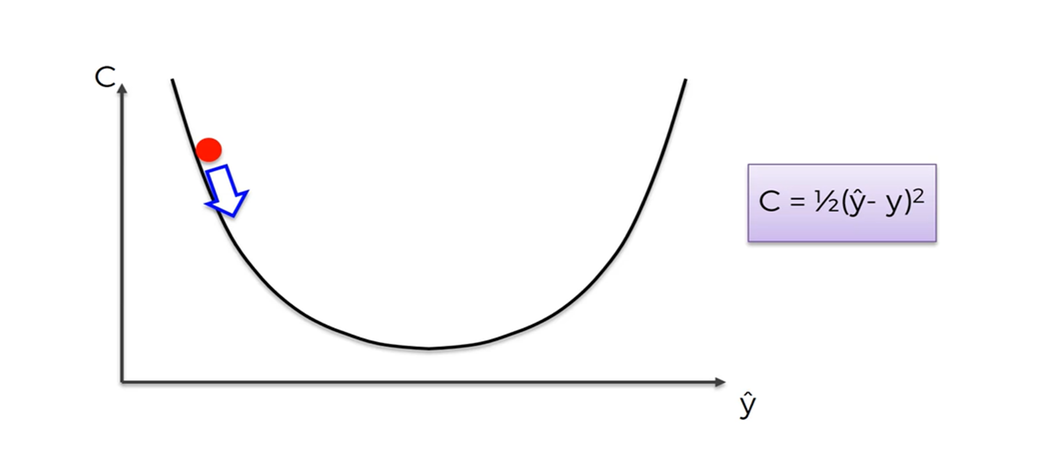 C
C = ½(ŷ- y)²
ŷ